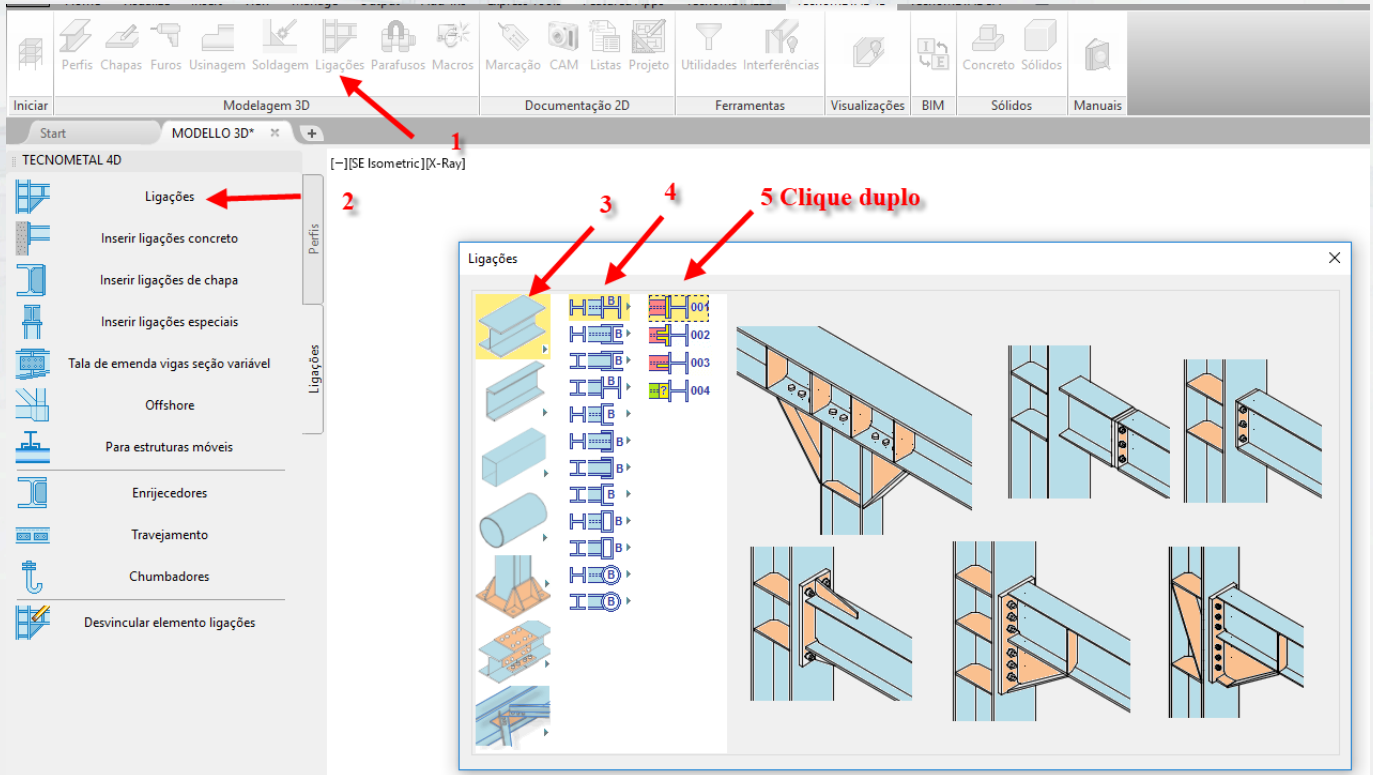 Perfis Chapas Furos Usinagem Soldagem Ligações Parafusos Macros Marcação CAM Listas Projeto Utilidades Interferências Concreto Sólidos
Iniciar Modelagem 3D Documentação 2D Ferramentas Visualizações BIM Sólidos Manuais
Start MODELLO 3D* × +
1
TECNOMETAL 4D
[−][SE Isometric][X-Ray]
Ligações
2
3
4
5 Clique duplo
Inserir ligações concreto
Inserir ligações de chapa
Inserir ligações especiais
Tala de emenda vigas seção variável
Offshore
Para estruturas móveis
Enrijecedores
Travejamento
Chumbadores
Desvincular elemento ligações
Perfis
Ligações
Ligações
B 001
B 002
B 003
B ? 004
B
B
B
B
B
B
B
B